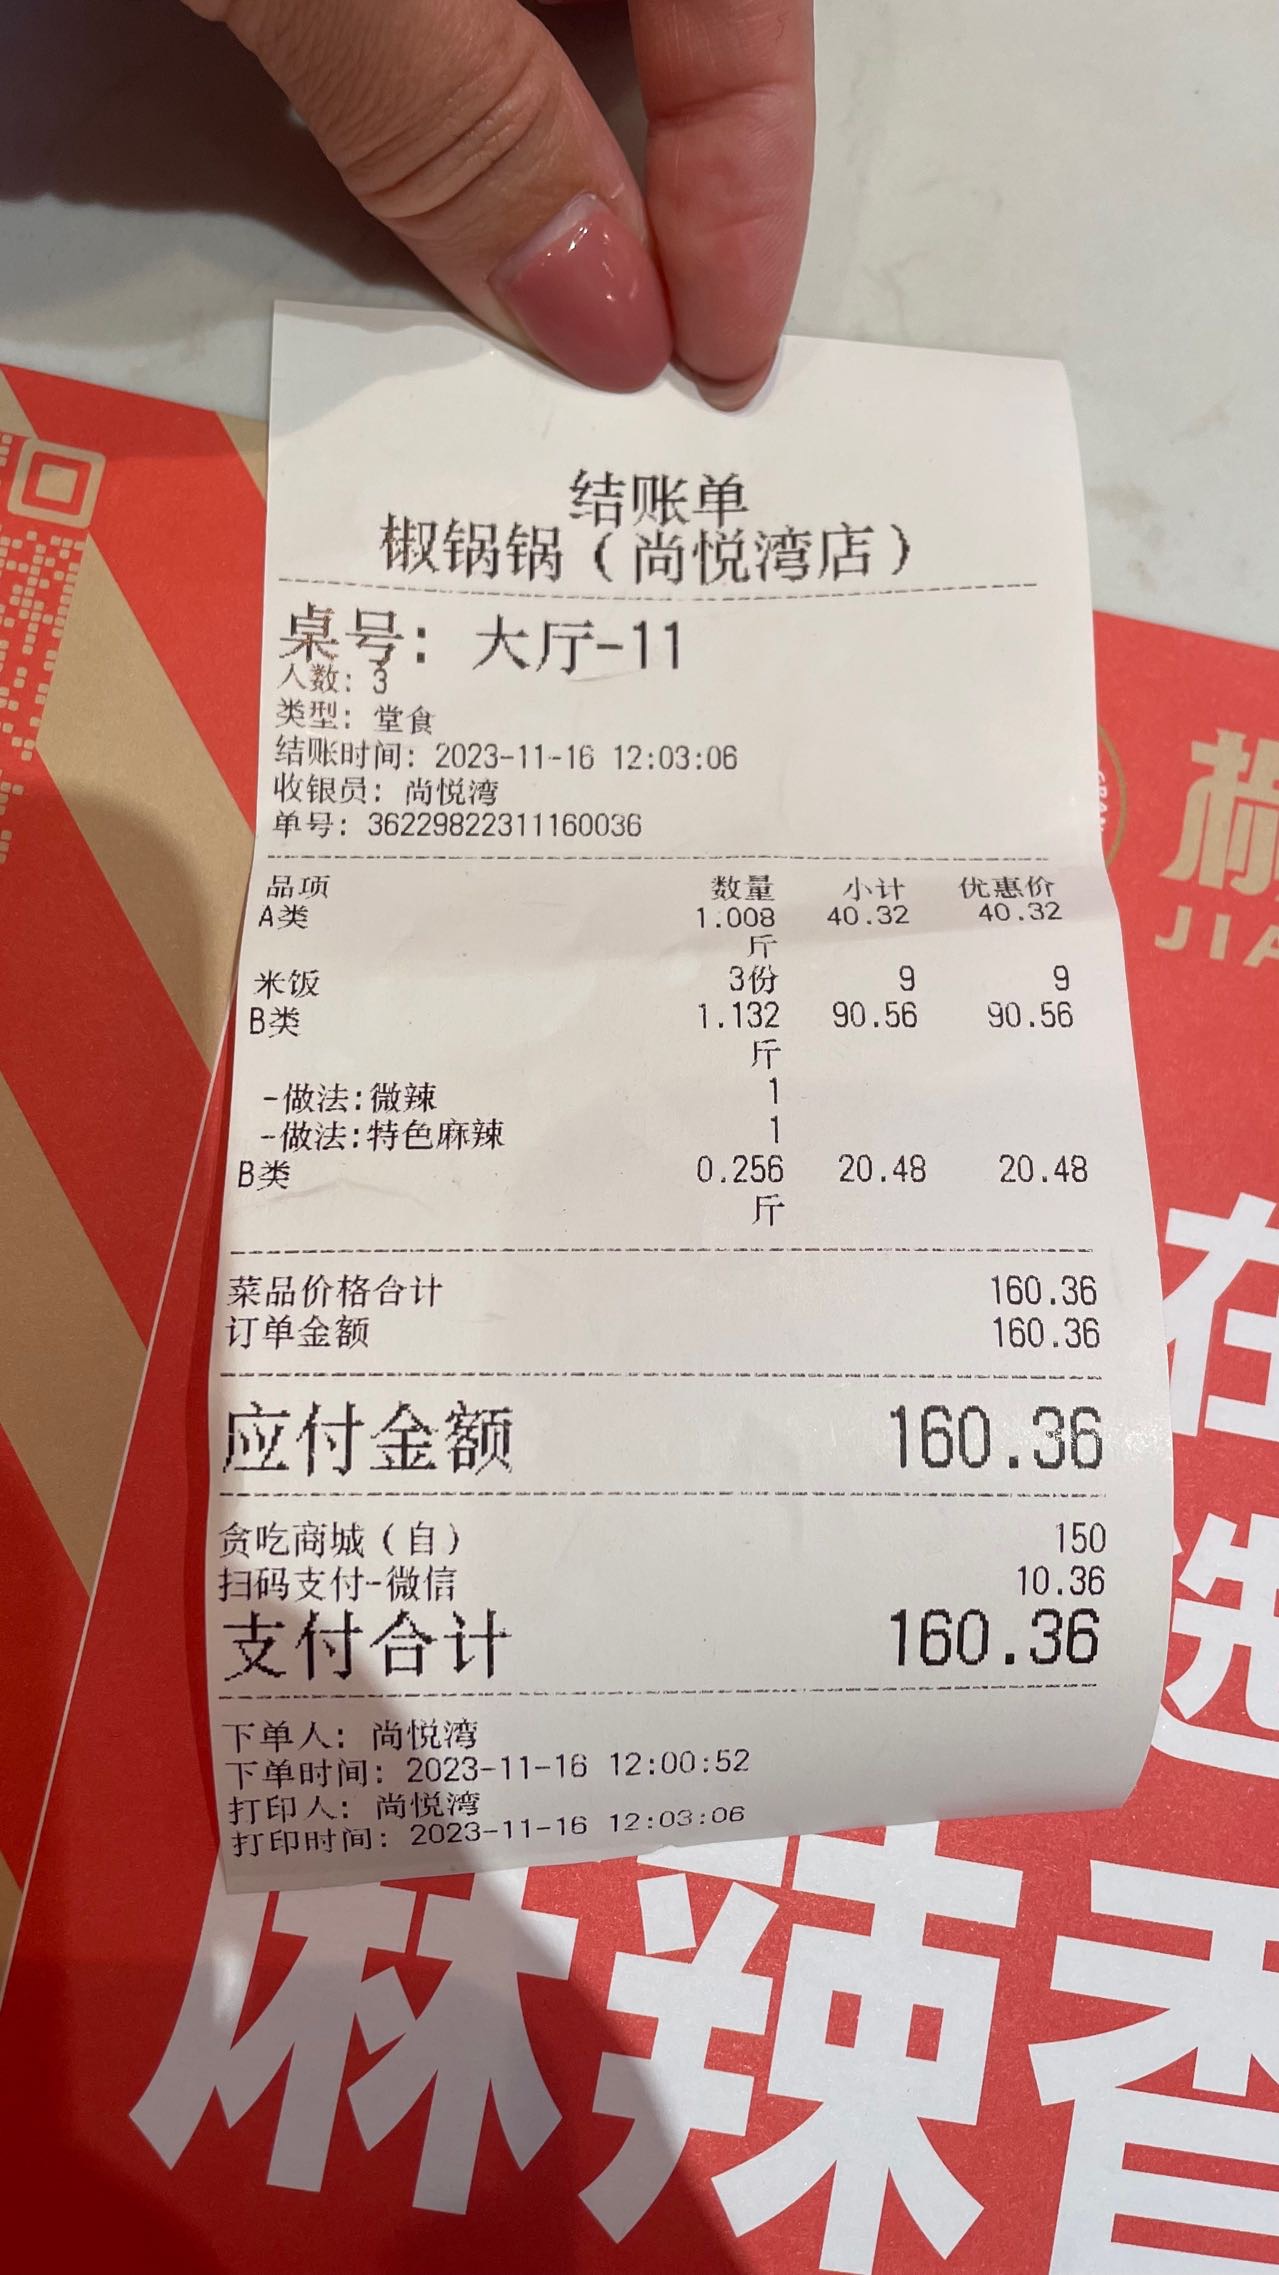 结账单
椒锅锅（尚悦湾店）
桌号：大厅-11
人数：3
类型：堂食
结账时间：2023-11-16 12:03:06
收银员：尚悦湾
单号：36229822311160036
品项 数量 小计 优惠价
A类 1.008 40.32 40.32
斤
米饭 3份 9 9
B类 1.132 90.56 90.56
斤
-做法:微辣 1
-做法:特色麻辣 1
B类 0.256 20.48 20.48
斤
菜品价格合计 160.36
订单金额 160.36
应付金额 160.36
贪吃商城（自） 150
扫码支付-微信 10.36
支付合计 160.36
下单人：尚悦湾
下单时间：2023-11-16 12:00:52
打印人：尚悦湾
打印时间：2023-11-16 12:03:06
JIA
在
选
麻辣香